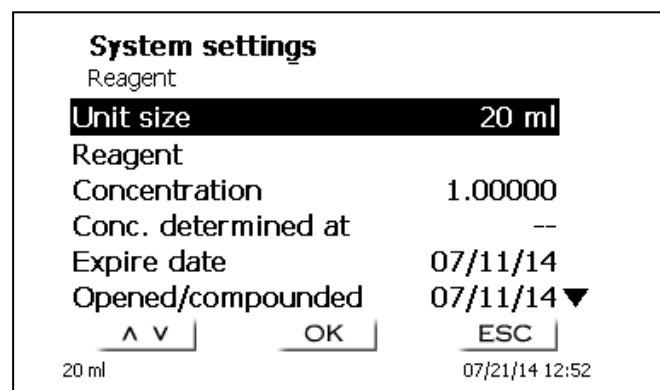 System settings
Reagent
Unit size 20 ml
Reagent
Concentration 1.00000
Conc. determined at --
Expire date 07/11/14
Opened/compounded 07/11/14▼
∧ ∨ OK ESC
20 ml 07/21/14 12:52